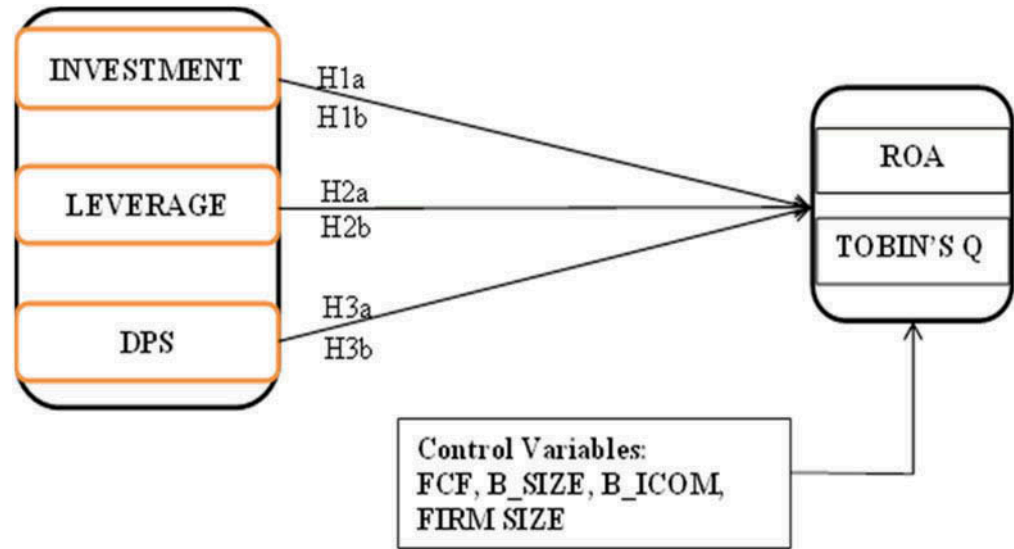 INVESTMENT
H1a
H1b
LEVERAGE
H2a
H2b
DPS
H3a
H3b
ROA
TOBIN'S Q
Control Variables:
FCF, B_SIZE, B_ICOM,
FIRM SIZE